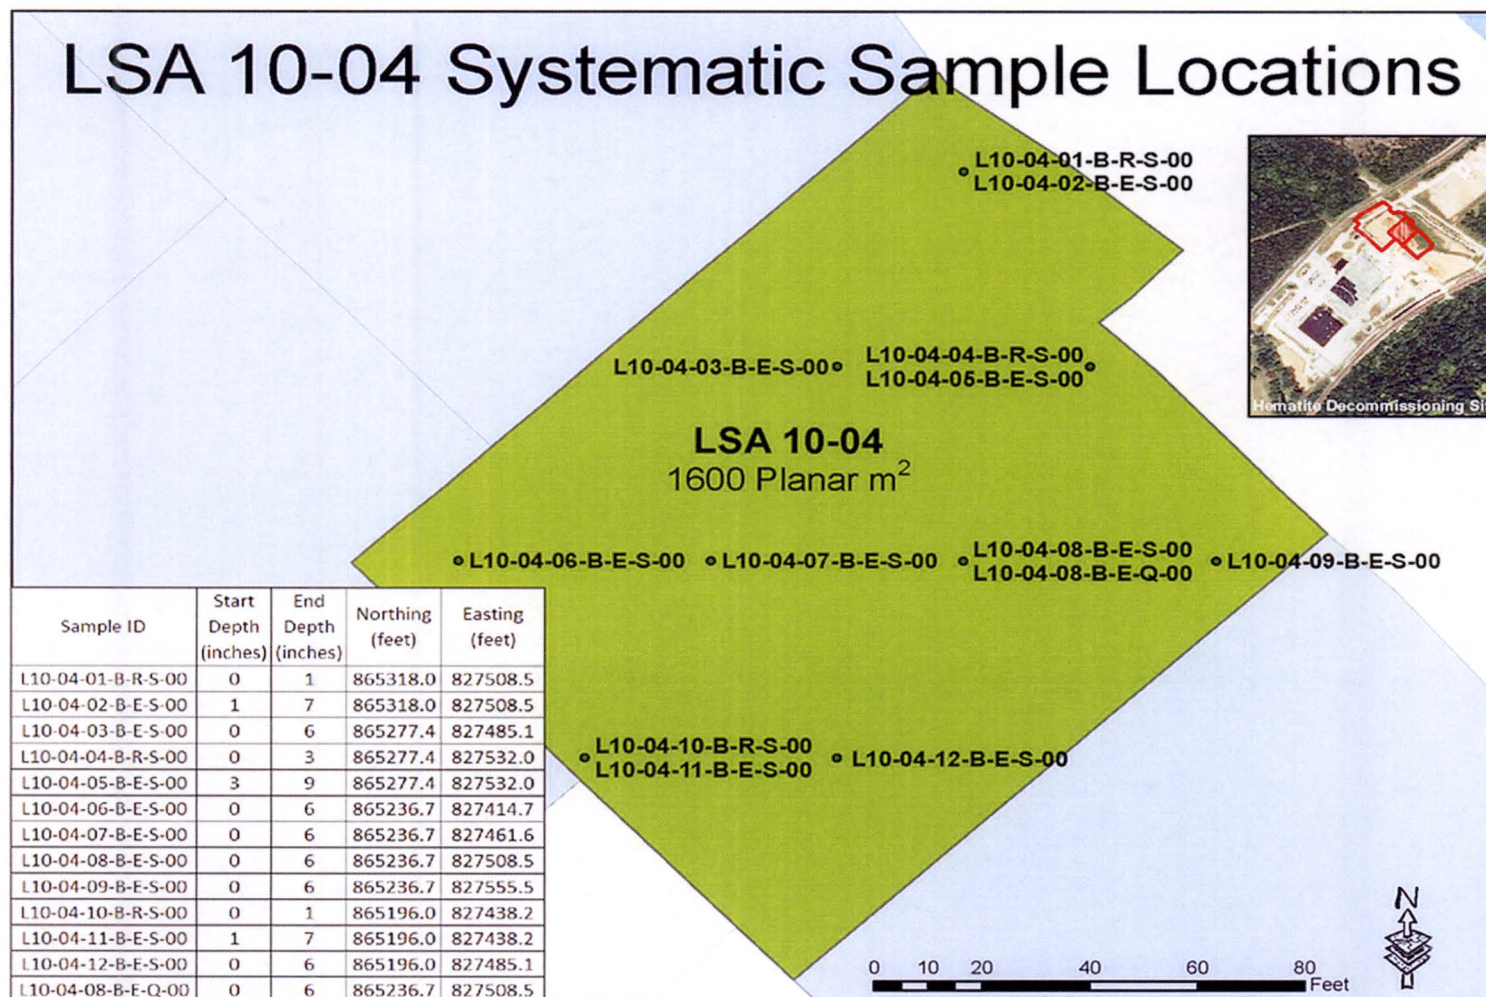 LSA 10-04 Systematic Sample Locations
L10-04-01-B-R-S-00
L10-04-02-B-E-S-00
Hematite Decommissioning Si
L10-04-03-B-E-S-00
L10-04-04-B-R-S-00
L10-04-05-B-E-S-00
LSA 10-04
1600 Planar m²
L10-04-06-B-E-S-00
L10-04-07-B-E-S-00
L10-04-08-B-E-S-00
L10-04-08-B-E-Q-00
L10-04-09-B-E-S-00
L10-04-10-B-R-S-00
L10-04-11-B-E-S-00
L10-04-12-B-E-S-00
Sample ID Start Depth (inches) End Depth (inches) Northing (feet) Easting (feet)
L10-04-01-B-R-S-00 0 1 865318.0 827508.5
L10-04-02-B-E-S-00 1 7 865318.0 827508.5
L10-04-03-B-E-S-00 0 6 865277.4 827485.1
L10-04-04-B-R-S-00 0 3 865277.4 827532.0
L10-04-05-B-E-S-00 3 9 865277.4 827532.0
L10-04-06-B-E-S-00 0 6 865236.7 827414.7
L10-04-07-B-E-S-00 0 6 865236.7 827461.6
L10-04-08-B-E-S-00 0 6 865236.7 827508.5
L10-04-09-B-E-S-00 0 6 865236.7 827555.5
L10-04-10-B-R-S-00 0 1 865196.0 827438.2
L10-04-11-B-E-S-00 1 7 865196.0 827438.2
L10-04-12-B-E-S-00 0 6 865196.0 827485.1
L10-04-08-B-E-Q-00 0 6 865236.7 827508.5
N
0 10 20 40 60 80
Feet